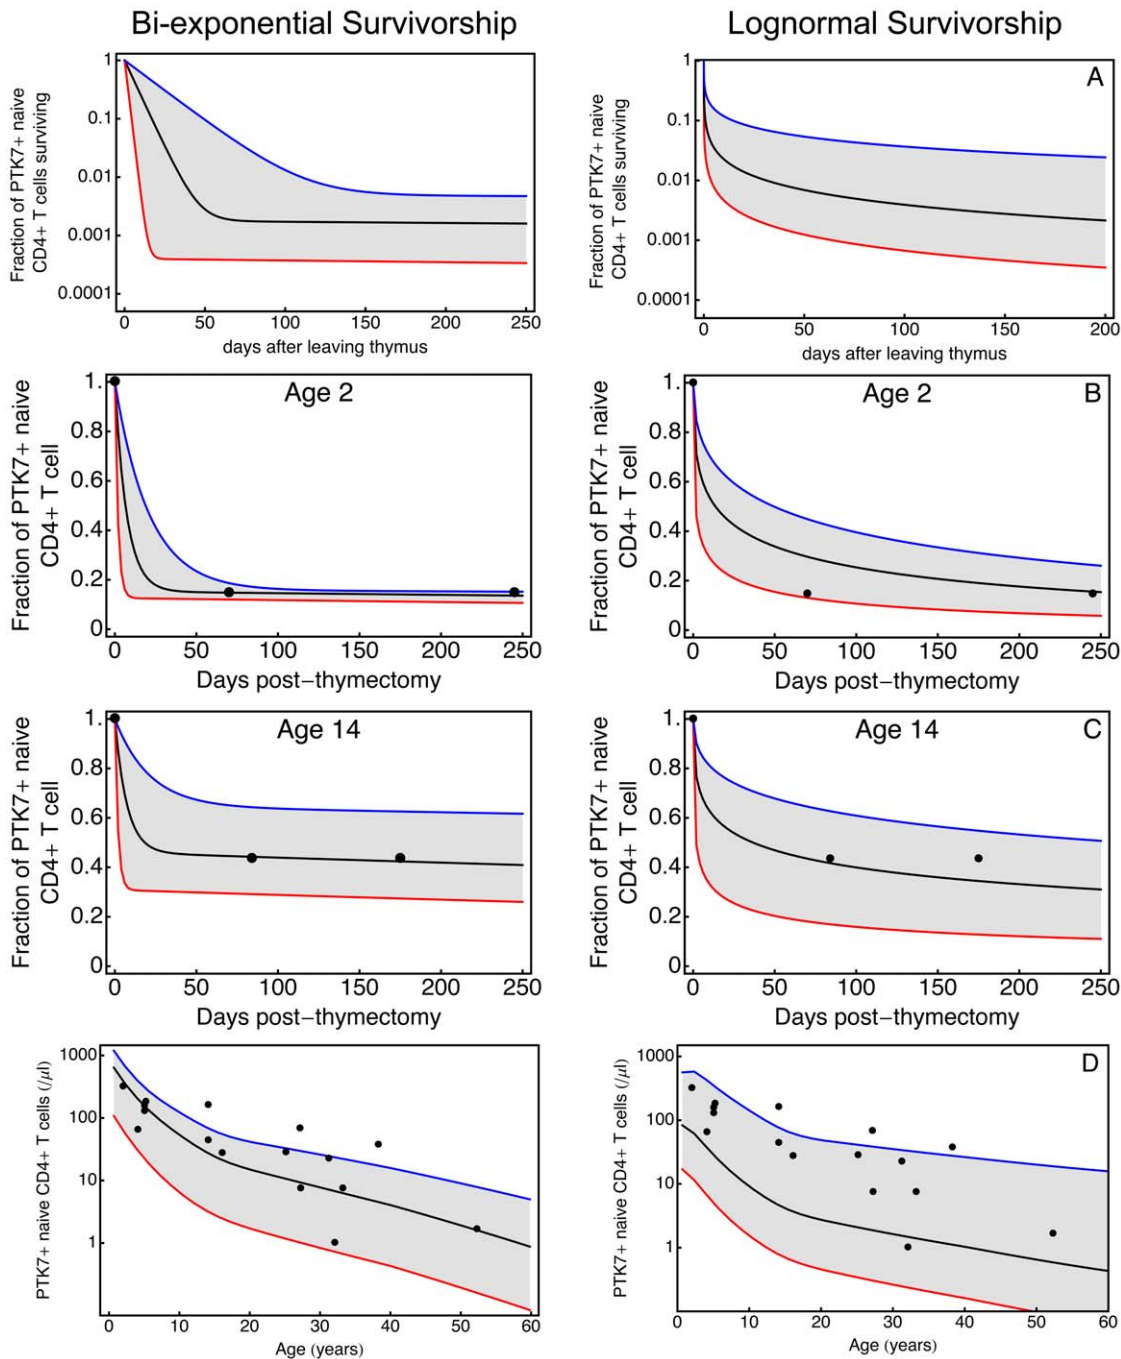 Bi-exponential Survivorship
Lognormal Survivorship
Fraction of PTK7+ naive
CD4+ T cells surviving
1
0.1
0.01
0.001
0.0001
0
50
100
150
200
250
days after leaving thymus
Fraction of PTK7+ naive
CD4+ T cells surviving
1
0.1
0.01
0.001
0.0001
A
0
50
100
150
200
days after leaving thymus
Fraction of PTK7+ naive
CD4+ T cell
1.
0.8
0.6
0.4
0.2
0
Age 2
0
50
100
150
200
250
Days post-thymectomy
Fraction of PTK7+ naive
CD4+ T cell
1.
0.8
0.6
0.4
0.2
0
Age 2
B
0
50
100
150
200
250
Days post-thymectomy
Fraction of PTK7+ naive
CD4+ T cell
1.
0.8
0.6
0.4
0.2
0
Age 14
0
50
100
150
200
250
Days post-thymectomy
Fraction of PTK7+ naive
CD4+ T cell
1.
0.8
0.6
0.4
0.2
0
Age 14
C
0
50
100
150
200
250
Days post-thymectomy
PTK7+ naive CD4+ T cells (/μl)
1000
100
10
1
0
10
20
30
40
50
60
Age (years)
PTK7+ naive CD4+ T cells (/μl)
1000
100
10
1
D
0
10
20
30
40
50
60
Age (years)